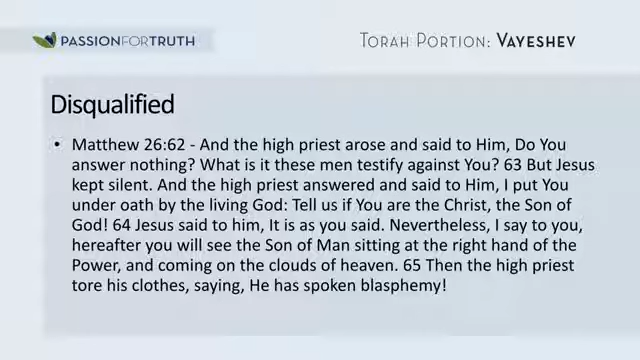 PASSIONFORTRUTH
TORAH PORTION: VAYESHEV
Disqualified
• Matthew 26:62 - And the high priest arose and said to Him, Do You
answer nothing? What is it these men testify against You? 63 But Jesus
kept silent. And the high priest answered and said to Him, I put You
under oath by the living God: Tell us if You are the Christ, the Son of
God! 64 Jesus said to him, It is as you said. Nevertheless, I say to you,
hereafter you will see the Son of Man sitting at the right hand of the
Power, and coming on the clouds of heaven. 65 Then the high priest
tore his clothes, saying, He has spoken blasphemy!